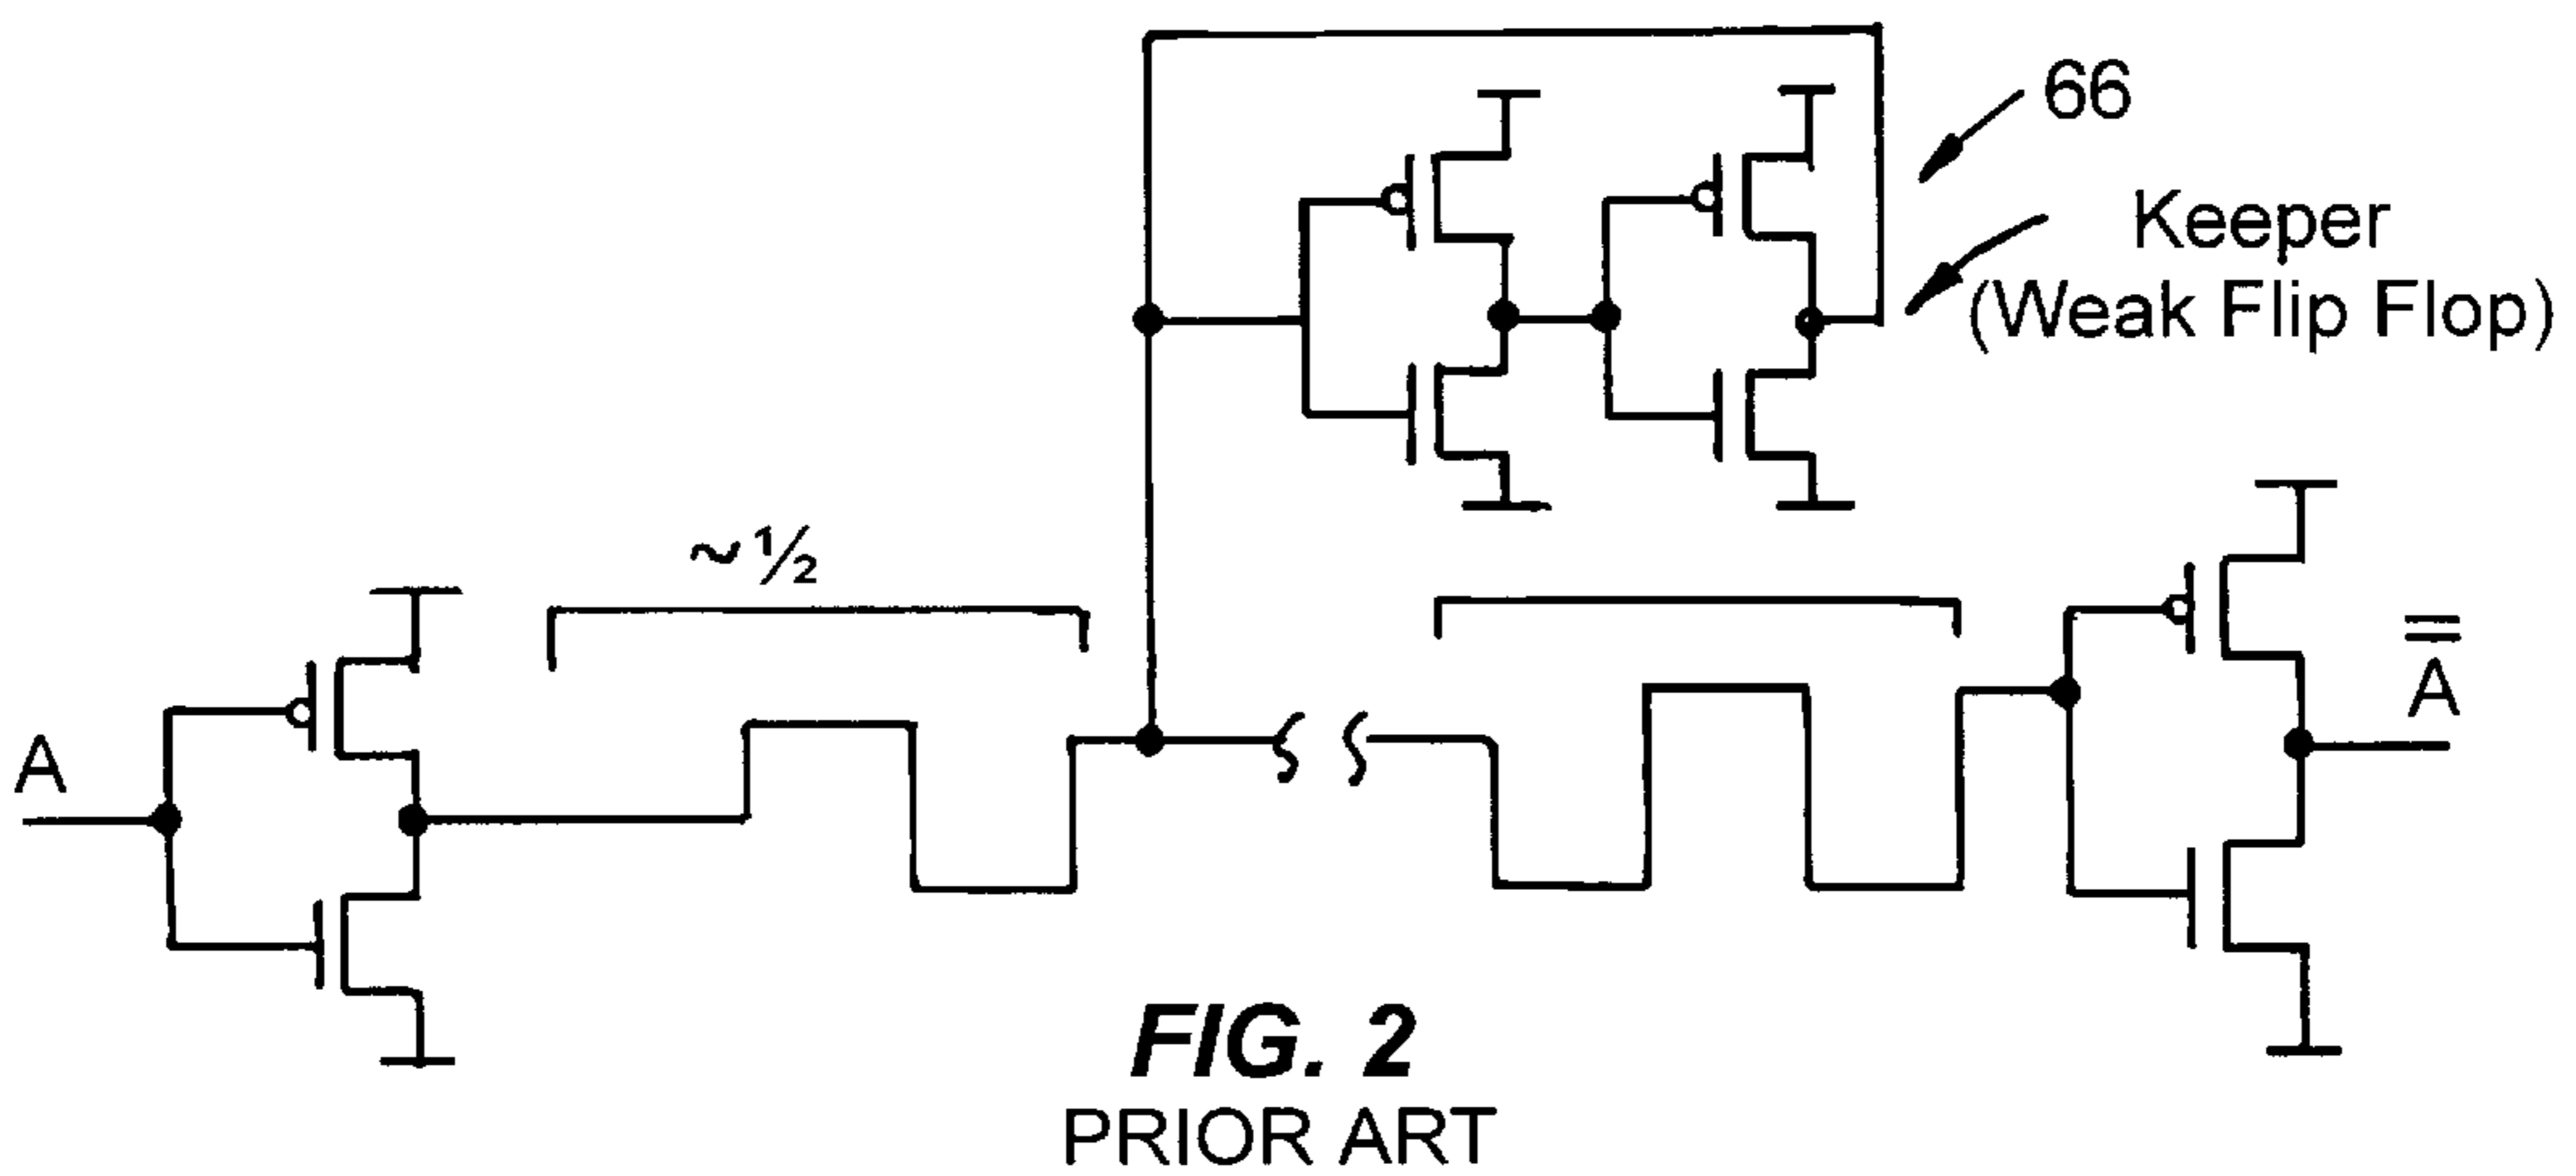 66
Keeper
(Weak Flip Flop)
~½
A
A̿
FIG. 2
PRIOR ART